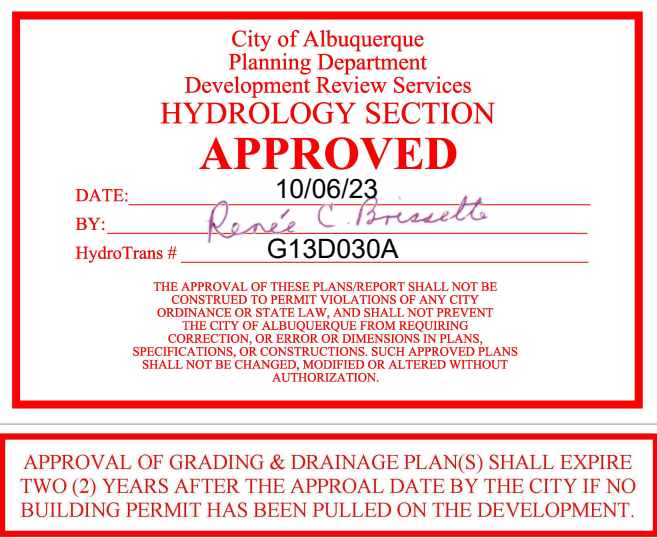 City of Albuquerque
Planning Department
Development Review Services
HYDROLOGY SECTION
APPROVED
DATE: 10/06/23
BY: Renée C. Brissette
HydroTrans # G13D030A
THE APPROVAL OF THESE PLANS/REPORT SHALL NOT BE
CONSTRUED TO PERMIT VIOLATIONS OF ANY CITY
ORDINANCE OR STATE LAW, AND SHALL NOT PREVENT
THE CITY OF ALBUQUERQUE FROM REQUIRING
CORRECTION, OR ERROR OR DIMENSIONS IN PLANS,
SPECIFICATIONS, OR CONSTRUCTIONS. SUCH APPROVED PLANS
SHALL NOT BE CHANGED, MODIFIED OR ALTERED WITHOUT
AUTHORIZATION.
APPROVAL OF GRADING & DRAINAGE PLAN(S) SHALL EXPIRE
TWO (2) YEARS AFTER THE APPROAL DATE BY THE CITY IF NO
BUILDING PERMIT HAS BEEN PULLED ON THE DEVELOPMENT.